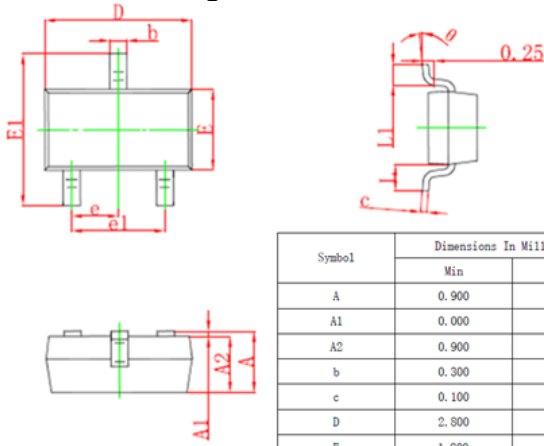 D
b
E1
E
e
e1
θ
0.25
L1
L
c
A2
A
A1
Symbol
Dimensions In Mill
Min
A 0.900
A1 0.000
A2 0.900
b 0.300
c 0.100
D 2.800